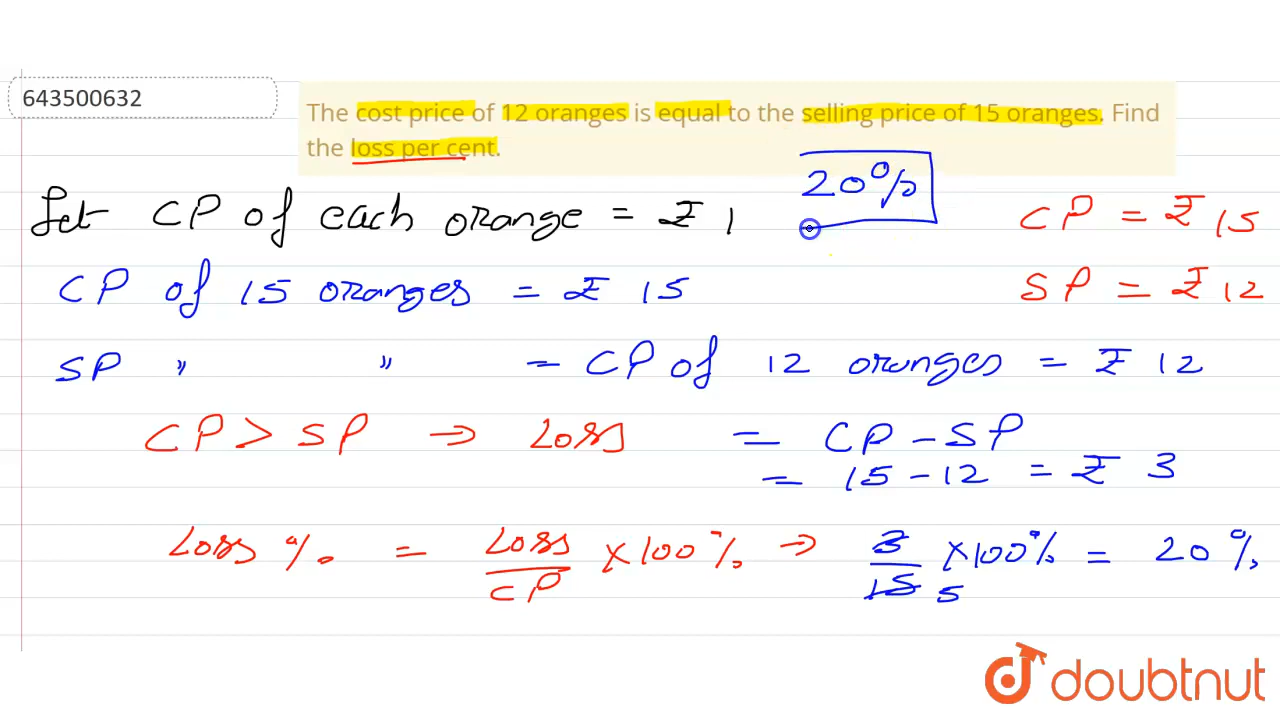 643500632
The cost price of 12 oranges is equal to the selling price of 15 oranges. Find
the loss per cent.
20%
Let CP of each orange = ₹ 1
CP = ₹ 15
CP of 15 oranges = ₹ 15
SP = ₹ 12
SP " " = CP of 12 oranges = ₹ 12
CP > SP ⇒ Loss = CP - SP
= 15 - 12 = ₹ 3
Loss % = Loss/CP × 100% ⇒ 3/15 × 100% = 20%
5
doubtnut